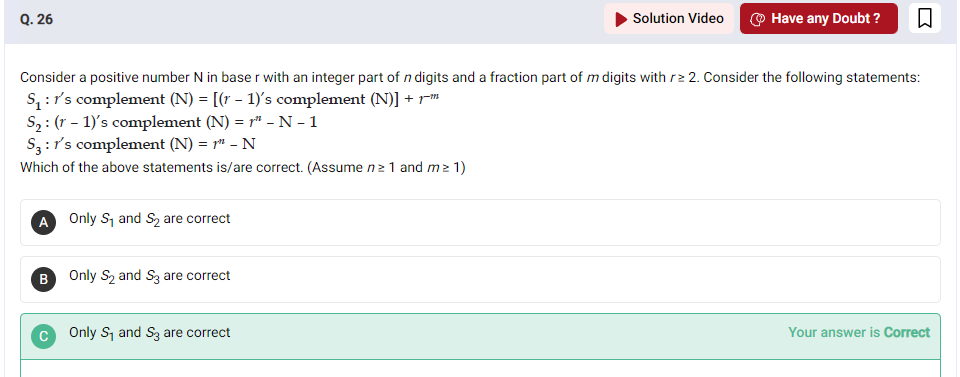 Q. 26
Solution Video
Have any Doubt ?
Consider a positive number N in base r with an integer part of n digits and a fraction part of m digits with r ≥ 2. Consider the following statements:
S₁ : r's complement (N) = [(r – 1)'s complement (N)] + r⁻ᵐ
S₂ : (r – 1)'s complement (N) = rⁿ – N – 1
S₃ : r's complement (N) = rⁿ – N
Which of the above statements is/are correct. (Assume n ≥ 1 and m ≥ 1)
A Only S₁ and S₂ are correct
B Only S₂ and S₃ are correct
C Only S₁ and S₃ are correct Your answer is Correct